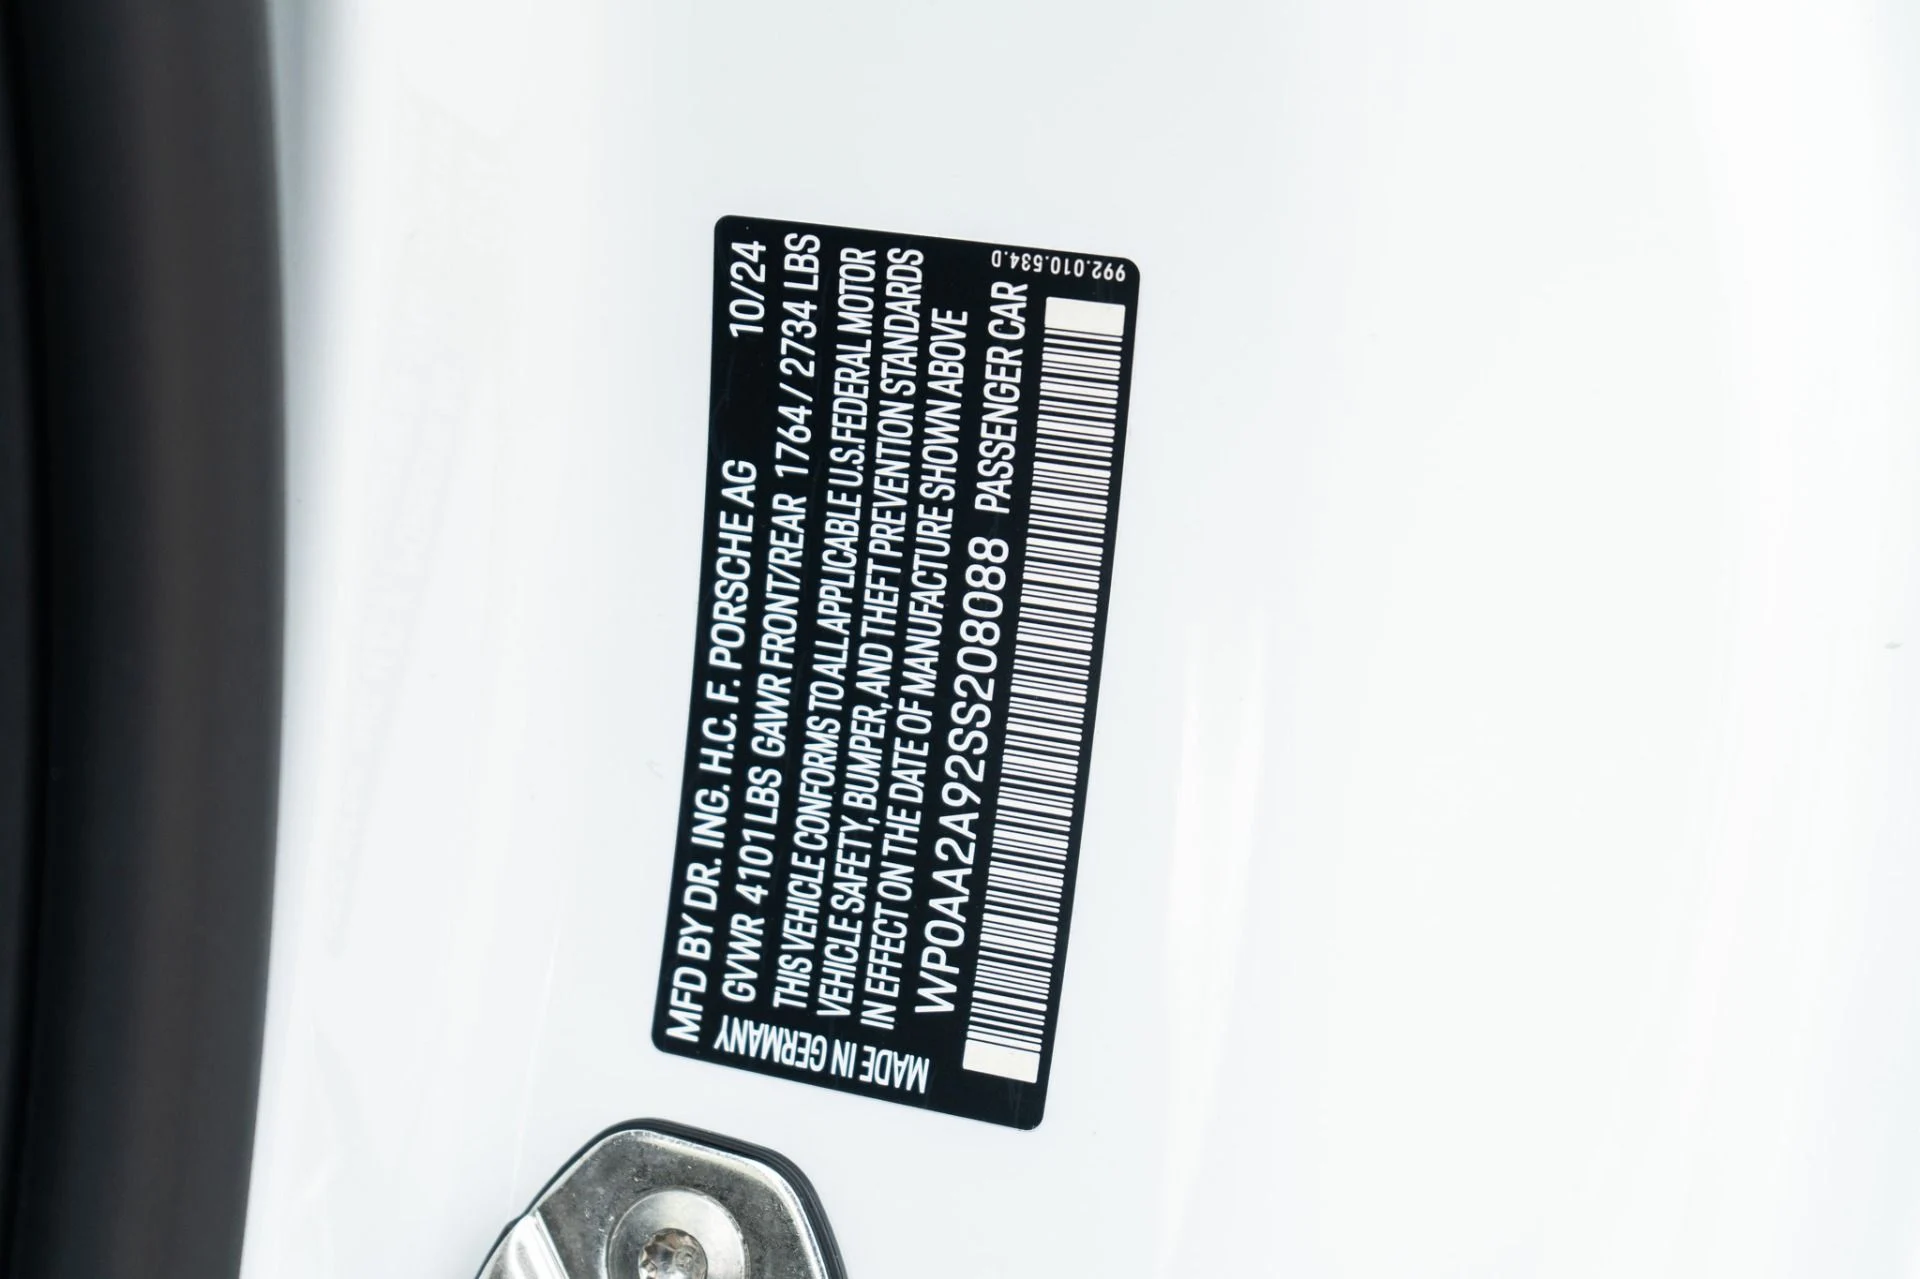 MFD BY DR. ING. H.C. F. PORSCHE AG 10/24
GVWR 4101 LBS GAWR FRONT/REAR 1764 / 2734 LBS
THIS VEHICLE CONFORMS TO ALL APPLICABLE U.S. FEDERAL MOTOR
VEHICLE SAFETY, BUMPER, AND THEFT PREVENTION STANDARDS
IN EFFECT ON THE DATE OF MANUFACTURE SHOWN ABOVE
WP0AA2A92SS208088 PASSENGER CAR
MADE IN GERMANY
992.010.534.D